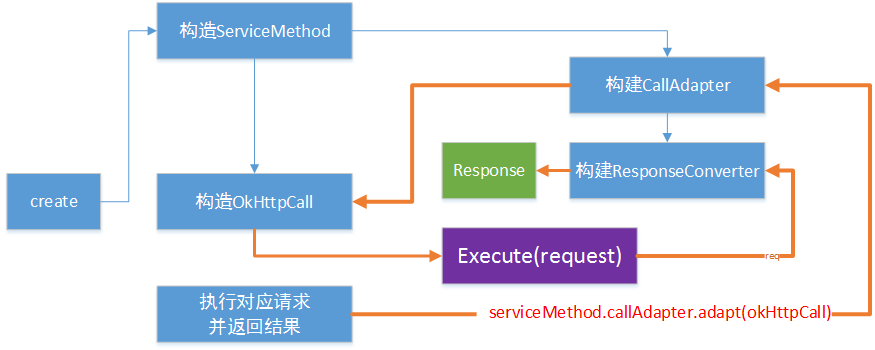 构造ServiceMethod
构建CallAdapter
Response
构建ResponseConverter
create
构造OkHttpCall
Execute(request)
req
执行对应请求
并返回结果
serviceMethod.callAdapter.adapt(okHttpCall)